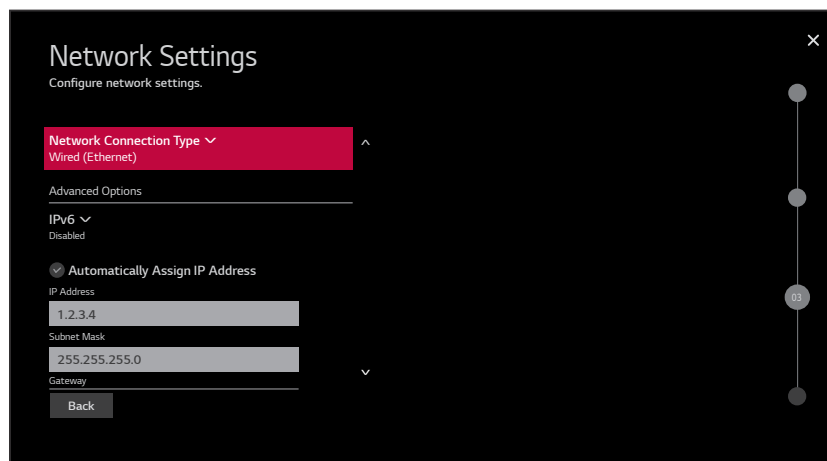 Network Settings
Configure network settings.
Network Connection Type
Wired (Ethernet)
Advanced Options
IPv6
Disabled
Automatically Assign IP Address
IP Address
1.2.3.4
Subnet Mask
255.255.255.0
Gateway
Back
03